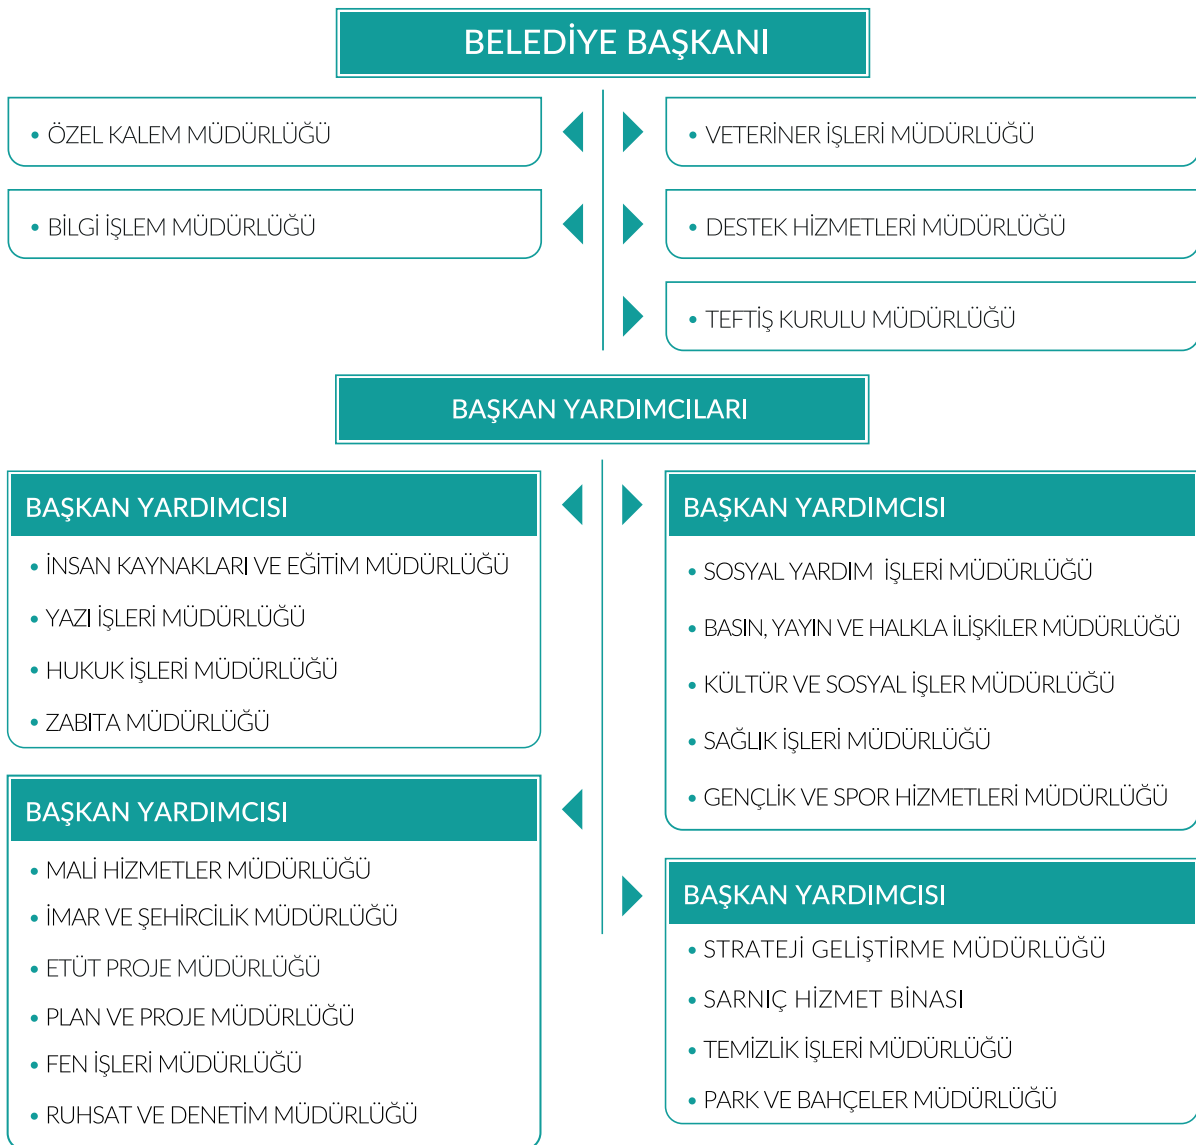 BELEDİYE BAŞKANI
• ÖZEL KALEM MÜDÜRLÜĞÜ
• VETERİNER İŞLERİ MÜDÜRLÜĞÜ
• BİLGİ İŞLEM MÜDÜRLÜĞÜ
• DESTEK HİZMETLERİ MÜDÜRLÜĞÜ
• TEFTİŞ KURULU MÜDÜRLÜĞÜ
BAŞKAN YARDIMCILARI
BAŞKAN YARDIMCISI
• İNSAN KAYNAKLARI VE EĞİTİM MÜDÜRLÜĞÜ
• YAZI İŞLERİ MÜDÜRLÜĞÜ
• HUKUK İŞLERİ MÜDÜRLÜĞÜ
• ZABITA MÜDÜRLÜĞÜ
BAŞKAN YARDIMCISI
• SOSYAL YARDIM İŞLERİ MÜDÜRLÜĞÜ
• BASIN, YAYIN VE HALKLA İLİŞKİLER MÜDÜRLÜĞÜ
• KÜLTÜR VE SOSYAL İŞLER MÜDÜRLÜĞÜ
• SAĞLIK İŞLERİ MÜDÜRLÜĞÜ
• GENÇLİK VE SPOR HİZMETLERİ MÜDÜRLÜĞÜ
BAŞKAN YARDIMCISI
• MALİ HİZMETLER MÜDÜRLÜĞÜ
• İMAR VE ŞEHİRCİLİK MÜDÜRLÜĞÜ
• ETÜT PROJE MÜDÜRLÜĞÜ
• PLAN VE PROJE MÜDÜRLÜĞÜ
• FEN İŞLERİ MÜDÜRLÜĞÜ
• RUHSAT VE DENETİM MÜDÜRLÜĞÜ
BAŞKAN YARDIMCISI
• STRATEJİ GELİŞTİRME MÜDÜRLÜĞÜ
• SARNIÇ HİZMET BİNASI
• TEMİZLİK İŞLERİ MÜDÜRLÜĞÜ
• PARK VE BAHÇELER MÜDÜRLÜĞÜ